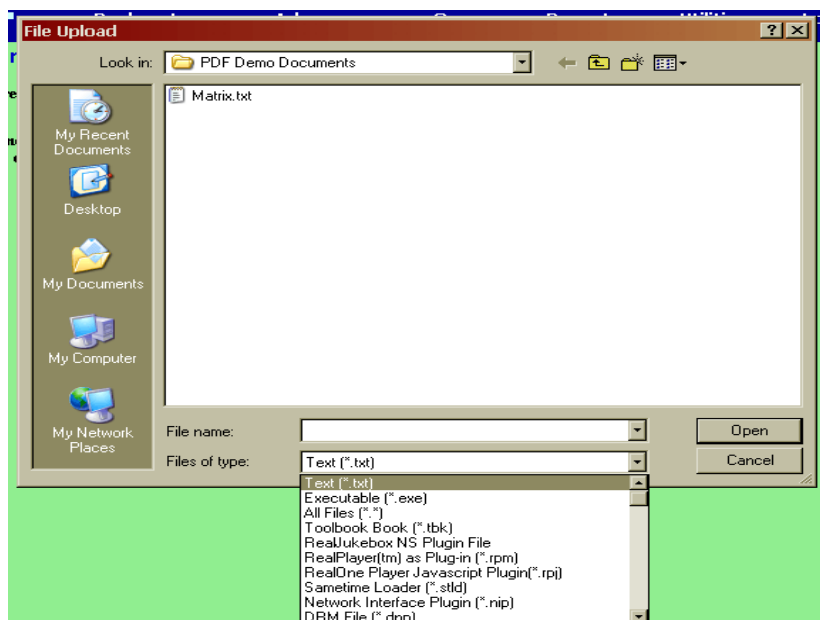 File Upload
Look in: PDF Demo Documents
Matrix.txt
My Recent
Documents
Desktop
My Documents
My Computer
My Network
Places
File name:
Open
Files of type: Text (*.txt)
Cancel
Text (*.txt)
Executable (*.exe)
All Files (*.*)
Toolbook Book (*.tbk)
RealJukebox NS Plugin File
RealPlayer(tm) as Plug-in (*.rpm)
RealOne Player Javascript Plugin(*.rpj)
Sametime Loader (*.stld)
Network Interface Plugin (*.nip)
DRM File (*.dnp)